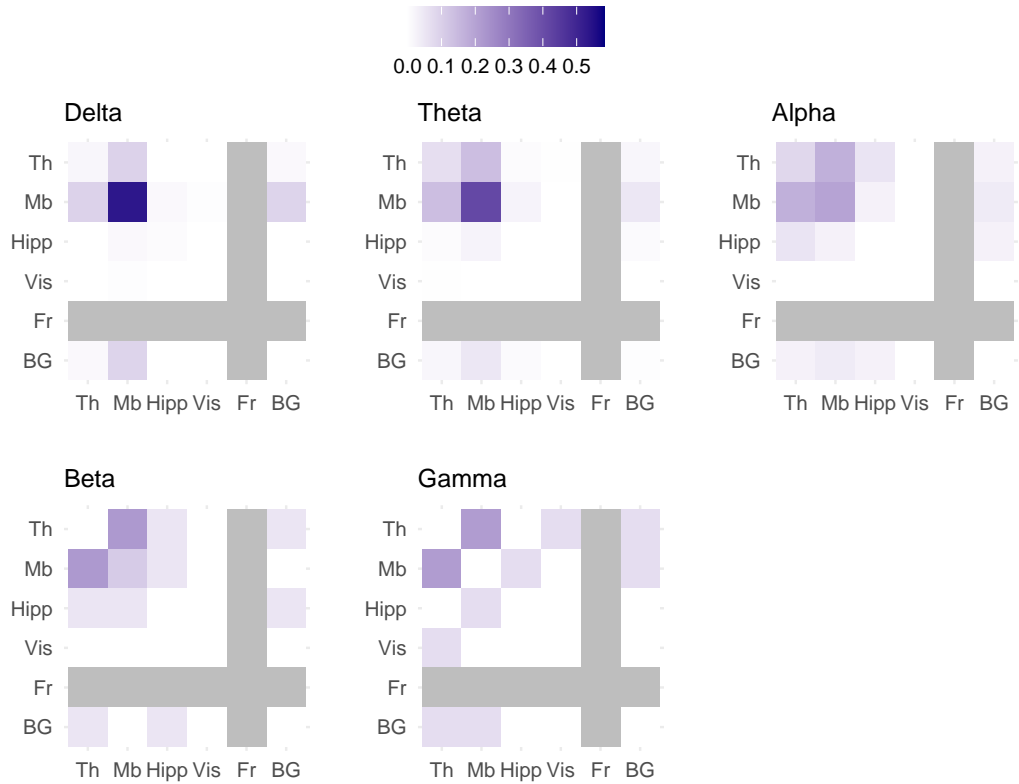 0.0 0.1 0.2 0.3 0.4 0.5
Delta
Th
Mb
Hipp
Vis
Fr
BG
Th Mb Hipp Vis Fr BG
Theta
Th
Mb
Hipp
Vis
Fr
BG
Th Mb Hipp Vis Fr BG
Alpha
Th
Mb
Hipp
Vis
Fr
BG
Th Mb Hipp Vis Fr BG
Beta
Th
Mb
Hipp
Vis
Fr
BG
Th Mb Hipp Vis Fr BG
Gamma
Th
Mb
Hipp
Vis
Fr
BG
Th Mb Hipp Vis Fr BG